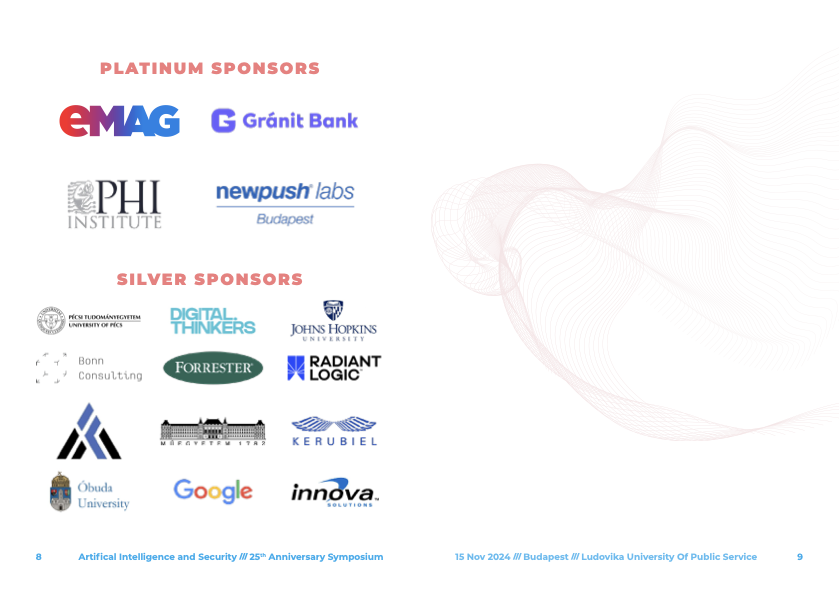 PLATINUM SPONSORS
eMAG
Gránit Bank
PHI
INSTITUTE
newpush® labs
Budapest
SILVER SPONSORS
PÉCSI TUDOMÁNYEGYETEM
UNIVERSITY OF PÉCS
DIGITAL.
THINKERS
JOHNS HOPKINS
UNIVERSITY
Bonn
Consulting
FORRESTER®
RADIANT
LOGIC®
MŰEGYETEM 1782
KERUBIEL
Óbuda
University
Google
innova™
SOLUTIONS
8 Artifical Intelligence and Security /// 25th Anniversary Symposium
15 Nov 2024 /// Budapest /// Ludovika University Of Public Service 9